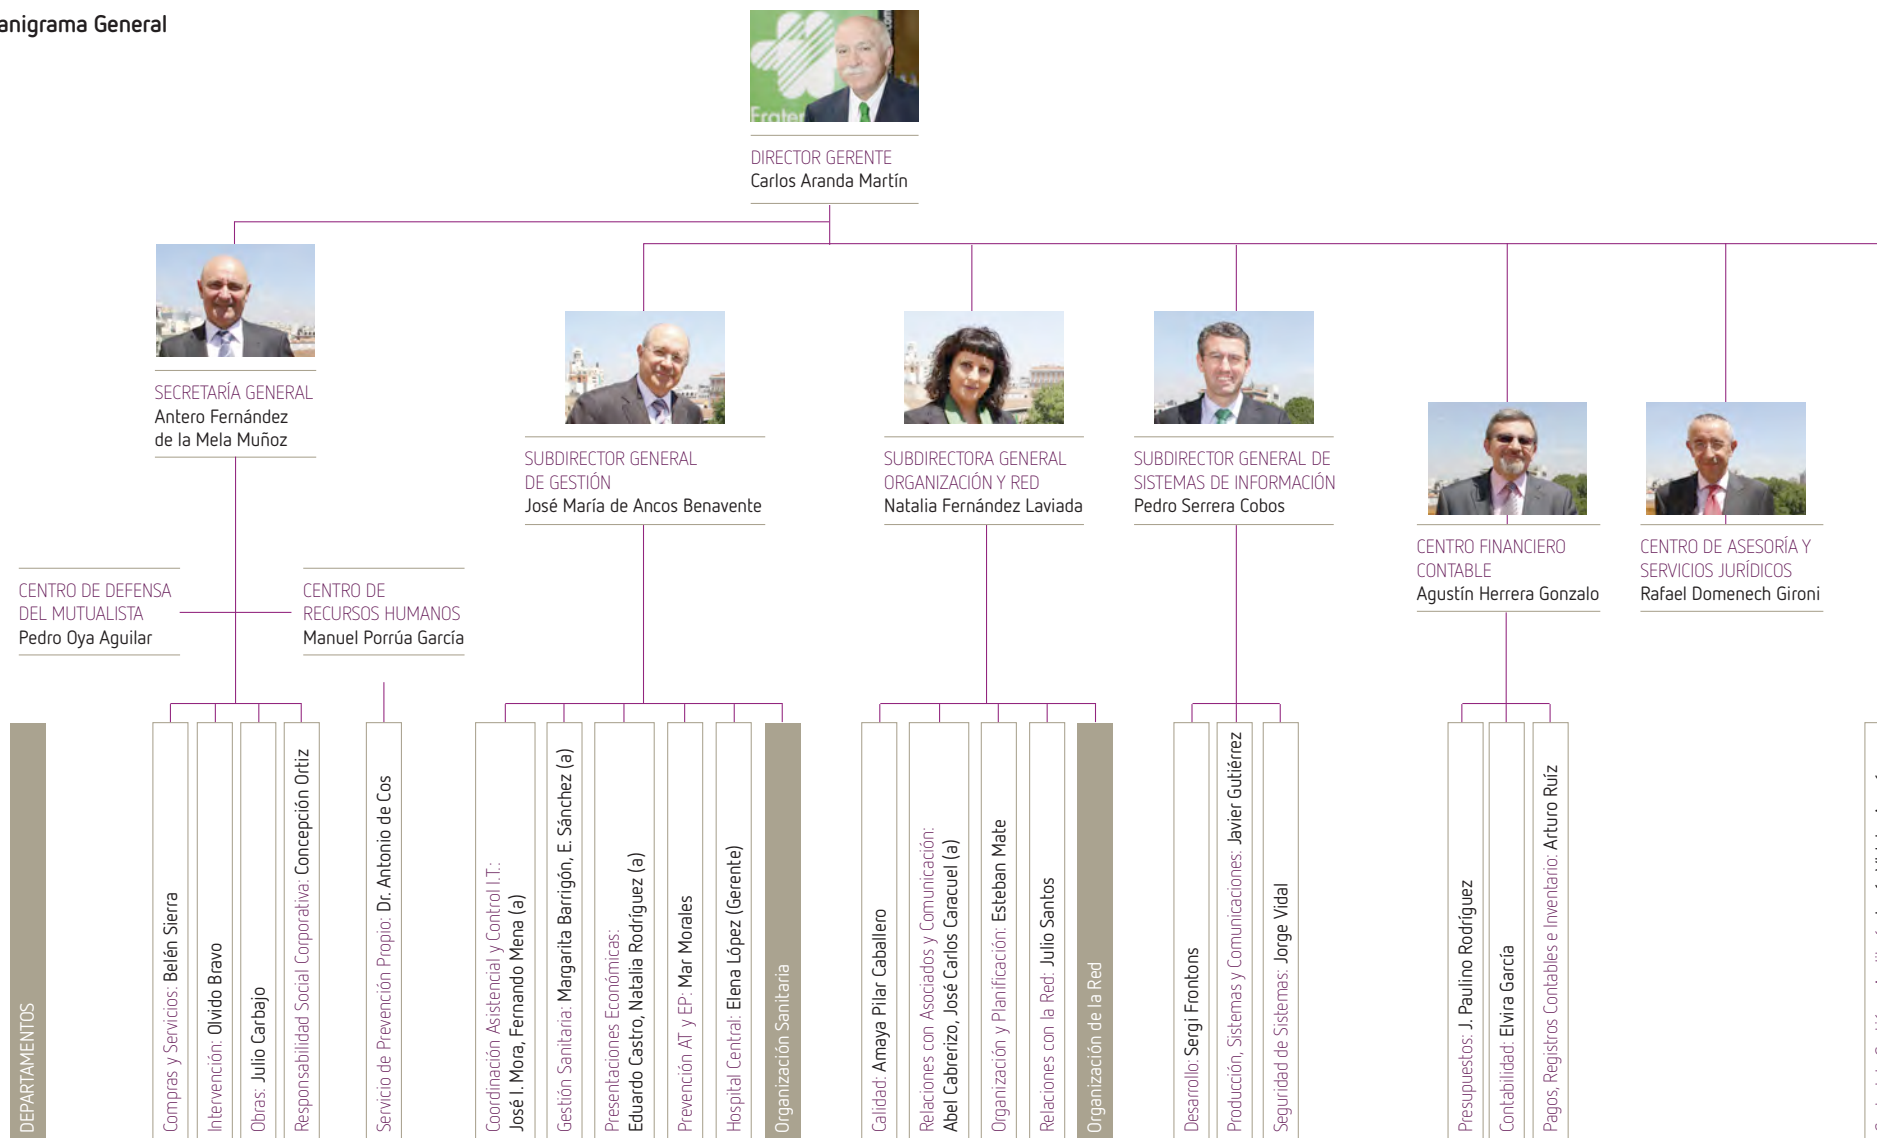 anigrama General
Frater
DIRECTOR GERENTE
Carlos Aranda Martín
SECRETARÍA GENERAL
Antero Fernández
de la Mela Muñoz
SUBDIRECTOR GENERAL
DE GESTIÓN
José María de Ancos Benavente
SUBDIRECTORA GENERAL
ORGANIZACIÓN Y RED
Natalia Fernández Laviada
SUBDIRECTOR GENERAL DE
SISTEMAS DE INFORMACIÓN
Pedro Serrera Cobos
CENTRO FINANCIERO
CONTABLE
Agustín Herrera Gonzalo
CENTRO DE ASESORÍA Y
SERVICIOS JURÍDICOS
Rafael Domenech Gironi
CENTRO DE DEFENSA
DEL MUTUALISTA
Pedro Oya Aguilar
CENTRO DE
RECURSOS HUMANOS
Manuel Porrúa García
DEPARTAMENTOS
Compras y Servicios: Belén Sierra
Intervención: Olvido Bravo
Obras: Julio Carbajo
Responsabilidad Social Corporativa: Concepción Ortiz
Servicio de Prevención Propio: Dr. Antonio de Cos
Coordinación Asistencial y Control I.T.:
José I. Mora, Fernando Mena (a)
Gestión Sanitaria: Margarita Barrigón, E. Sánchez (a)
Presentaciones Económicas:
Eduardo Castro, Natalia Rodríguez (a)
Prevención AT y EP: Mar Morales
Hospital Central: Elena López (Gerente)
Organización Sanitaria
Calidad: Amaya Pilar Caballero
Relaciones con Asociados y Comunicación:
Abel Cabrerizo, José Carlos Caracuel (a)
Organización y Planificación: Esteban Mate
Relaciones con la Red: Julio Santos
Organización de la Red
Desarrollo: Sergi Frontons
Producción, Sistemas y Comunicaciones: Javier Gutiérrez
Seguridad de Sistemas: Jorge Vidal
Presupuestos: J. Paulino Rodríguez
Contabilidad: Elvira García
Pagos, Registros Contables e Inventario: Arturo Ruíz